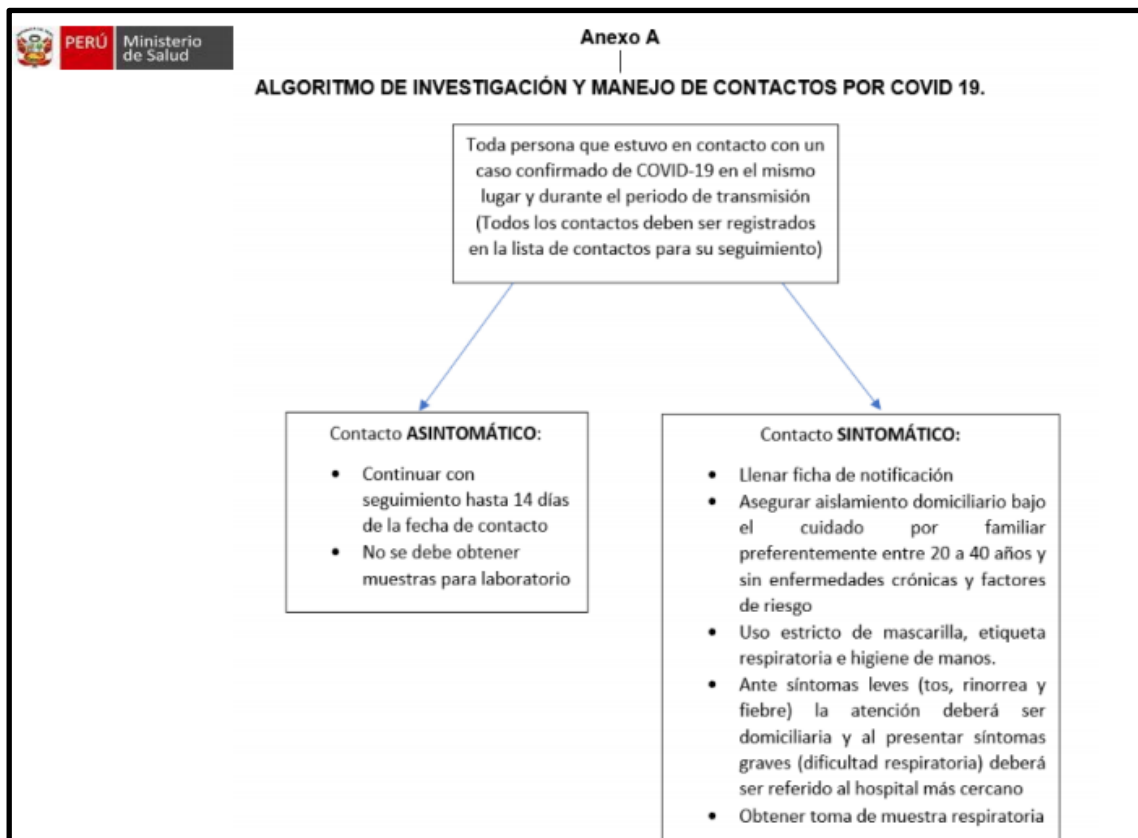 PERÚ
Ministerio
de Salud
Anexo A
ALGORITMO DE INVESTIGACIÓN Y MANEJO DE CONTACTOS POR COVID 19.
Toda persona que estuvo en contacto con un
caso confirmado de COVID-19 en el mismo
lugar y durante el periodo de transmisión
(Todos los contactos deben ser registrados
en la lista de contactos para su seguimiento)
Contacto ASINTOMÁTICO:
• Continuar con
seguimiento hasta 14 días
de la fecha de contacto
• No se debe obtener
muestras para laboratorio
Contacto SINTOMÁTICO:
• Llenar ficha de notificación
• Asegurar aislamiento domiciliario bajo
el cuidado por familiar
preferentemente entre 20 a 40 años y
sin enfermedades crónicas y factores
de riesgo
• Uso estricto de mascarilla, etiqueta
respiratoria e higiene de manos.
• Ante síntomas leves (tos, rinorrea y
fiebre) la atención deberá ser
domiciliaria y al presentar síntomas
graves (dificultad respiratoria) deberá
ser referido al hospital más cercano
• Obtener toma de muestra respiratoria